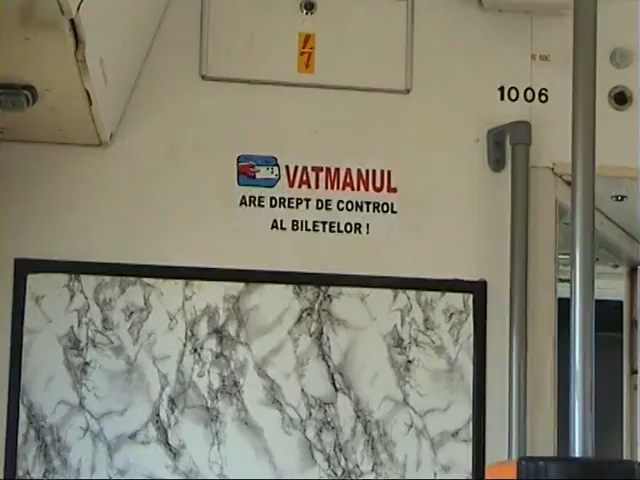 1006
VATMANUL
ARE DREPT DE CONTROL
AL BILETELOR !